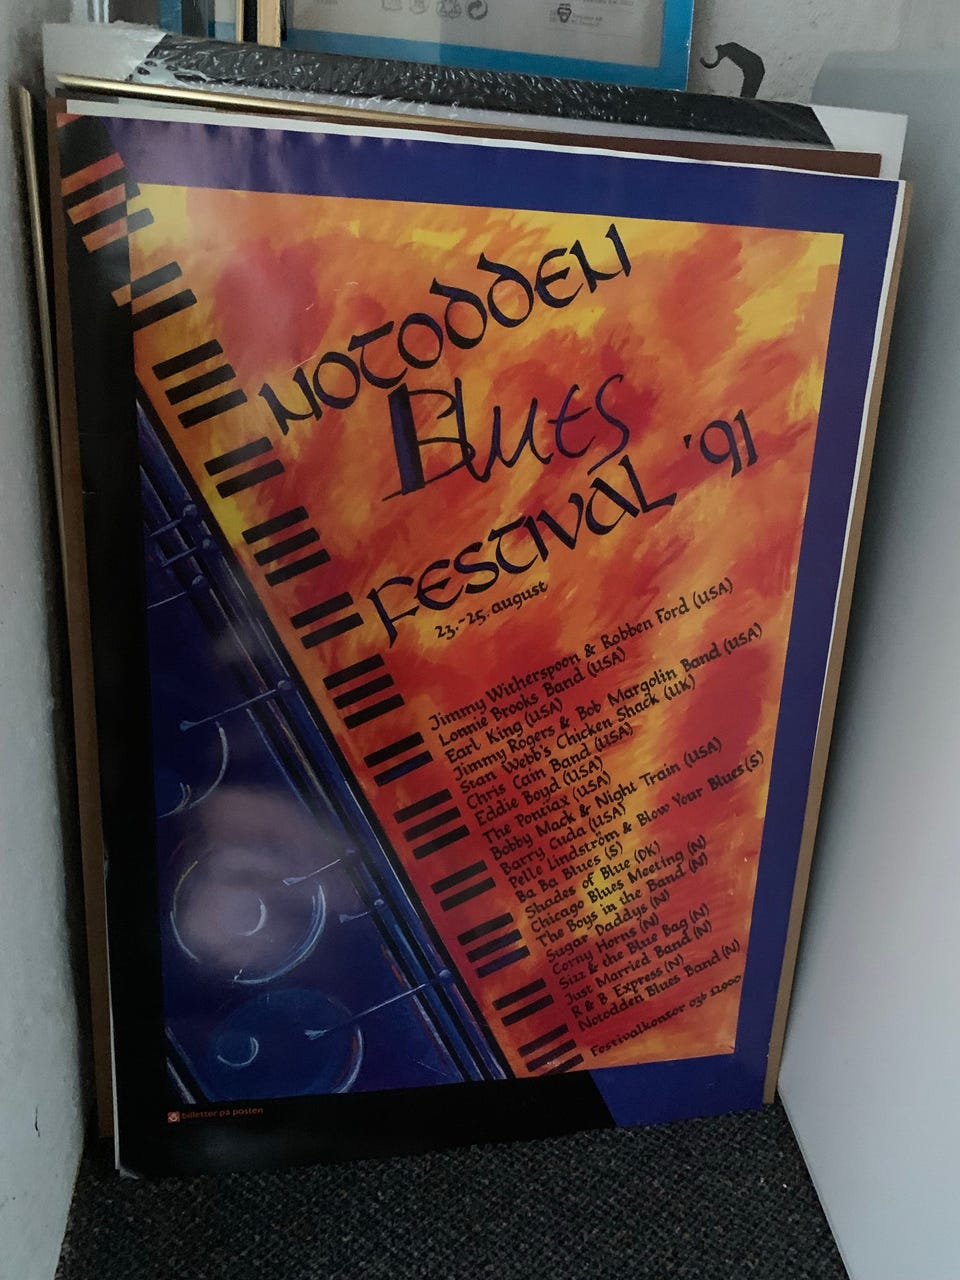 NOTODDEN
BLUES
FESTIVAL '91
23.-25. august
Jimmy Witherspoon & Robben Ford (USA)
Lonnie Brooks Band (USA)
Earl King (USA)
Jimmy Rogers & Bob Margolin Band (USA)
Stan Webb's Chicken Shack (UK)
Chris Cain Band (USA)
Eddie Boyd (USA)
The Pontiax (USA)
Bobby Mack & Night Train (USA)
Barry Cuda (USA)
Pelle Lindström & Blow Your Blues (S)
Ba Ba Blues (S)
Shades of Blue (DK)
Chicago Blues Meeting (N)
The Boys in the Band (N)
Sugar Daddys (N)
Corny Horns (N)
Sizz & the Blue Bag (N)
Just Married Band (N)
R & B Express (N)
Notodden Blues Band (N)
Festivalkontor 036 12000
billetter på posten